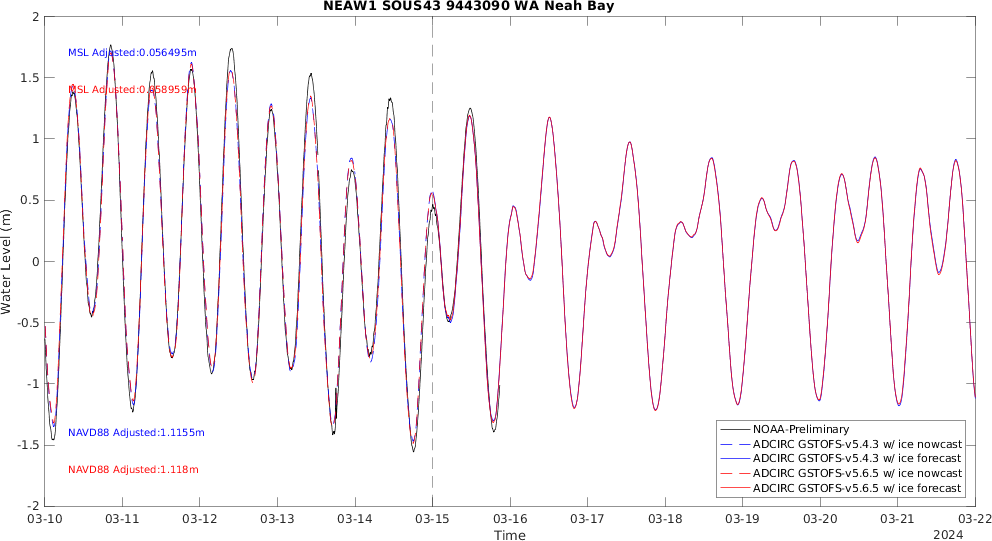 NEAW1 SOUS43 9443090 WA Neah Bay
2
1.5
1
0.5
0
-0.5
-1
-1.5
-2
Water Level (m)
MSL Adjusted:0.056495m
MSL Adjusted:0.058959m
NAVD88 Adjusted:1.1155m
NAVD88 Adjusted:1.118m
NOAA-Preliminary
ADCIRC GSTOFS-v5.4.3 w/ ice nowcast
ADCIRC GSTOFS-v5.4.3 w/ ice forecast
ADCIRC GSTOFS-v5.6.5 w/ ice nowcast
ADCIRC GSTOFS-v5.6.5 w/ ice forecast
03-10 03-11 03-12 03-13 03-14 03-15 03-16 03-17 03-18 03-19 03-20 03-21 03-22
Time
2024